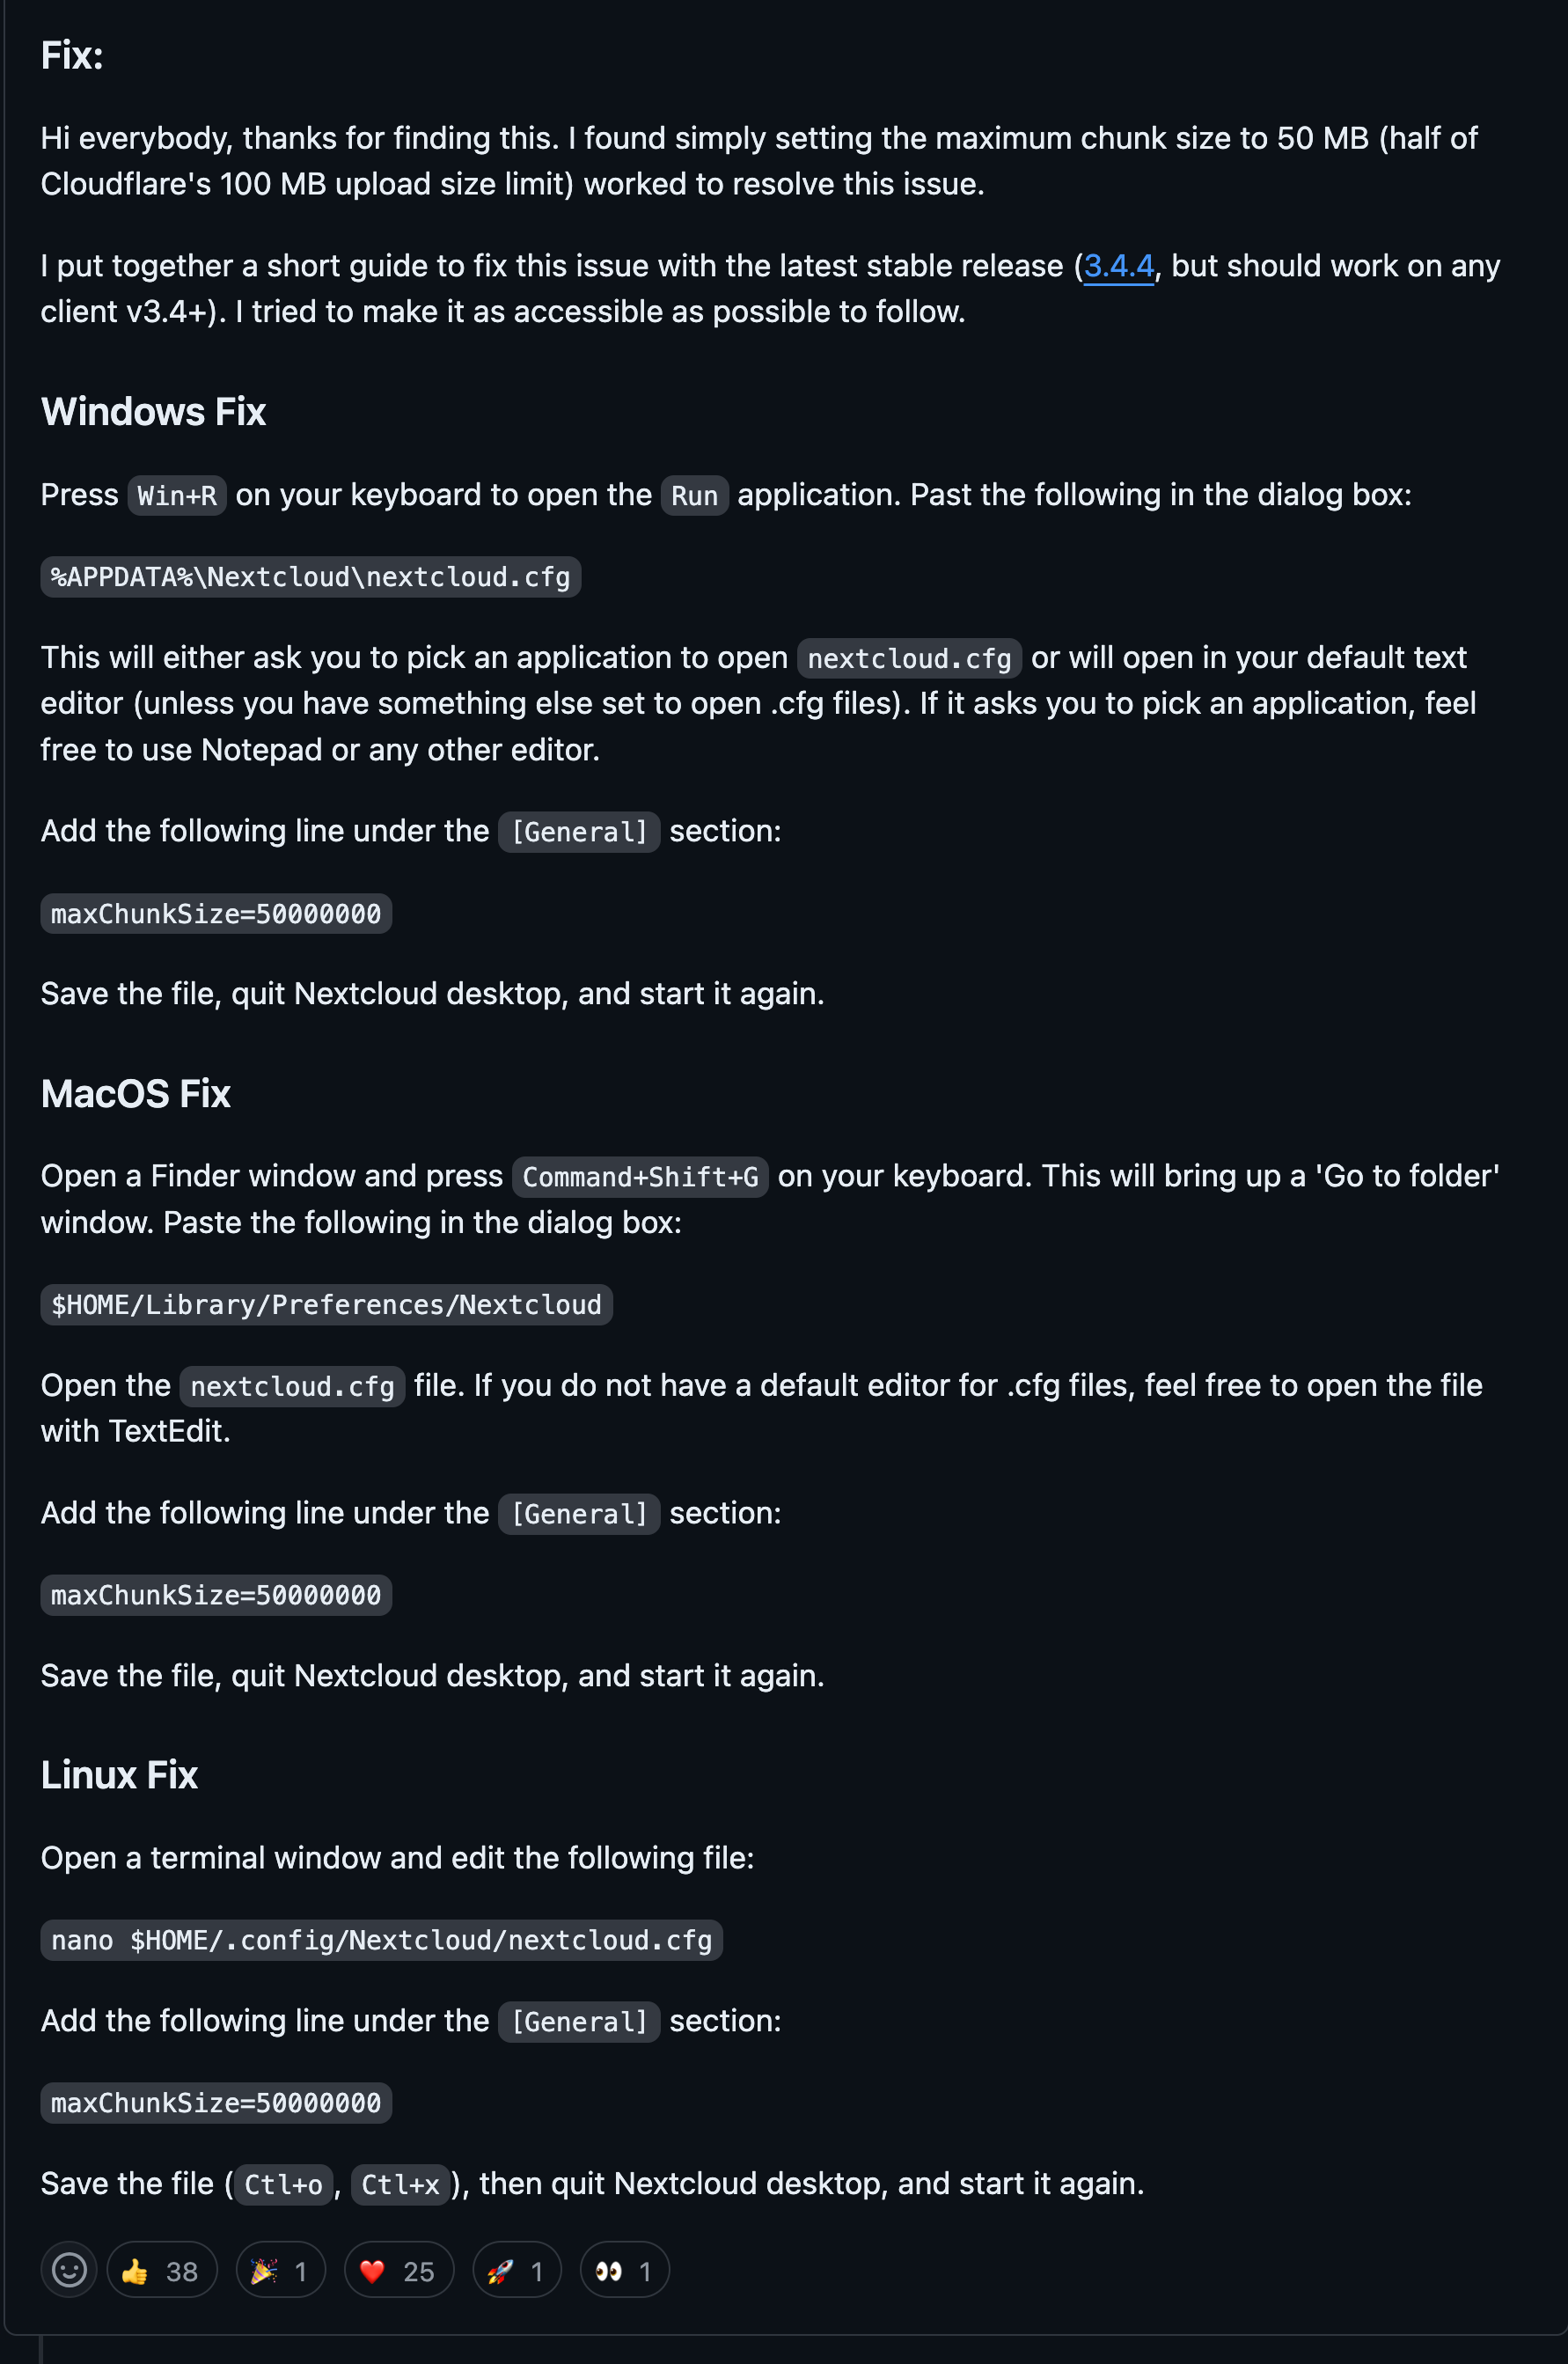 Fix:
Hi everybody, thanks for finding this. I found simply setting the maximum chunk size to 50 MB (half of
Cloudflare's 100 MB upload size limit) worked to resolve this issue.
I put together a short guide to fix this issue with the latest stable release (3.4.4, but should work on any
client v3.4+). I tried to make it as accessible as possible to follow.
Windows Fix
Press Win+R on your keyboard to open the Run application. Past the following in the dialog box:
%APPDATA%\Nextcloud\nextcloud.cfg
This will either ask you to pick an application to open nextcloud.cfg or will open in your default text
editor (unless you have something else set to open .cfg files). If it asks you to pick an application, feel
free to use Notepad or any other editor.
Add the following line under the [General] section:
maxChunkSize=50000000
Save the file, quit Nextcloud desktop, and start it again.
MacOS Fix
Open a Finder window and press Command+Shift+G on your keyboard. This will bring up a 'Go to folder'
window. Paste the following in the dialog box:
$HOME/Library/Preferences/Nextcloud
Open the nextcloud.cfg file. If you do not have a default editor for .cfg files, feel free to open the file
with TextEdit.
Add the following line under the [General] section:
maxChunkSize=50000000
Save the file, quit Nextcloud desktop, and start it again.
Linux Fix
Open a terminal window and edit the following file:
nano $HOME/.config/Nextcloud/nextcloud.cfg
Add the following line under the [General] section:
maxChunkSize=50000000
Save the file (Ctl+o, Ctl+x), then quit Nextcloud desktop, and start it again.
👍 38 🎉 1 ❤️ 25 🚀 1 👀 1